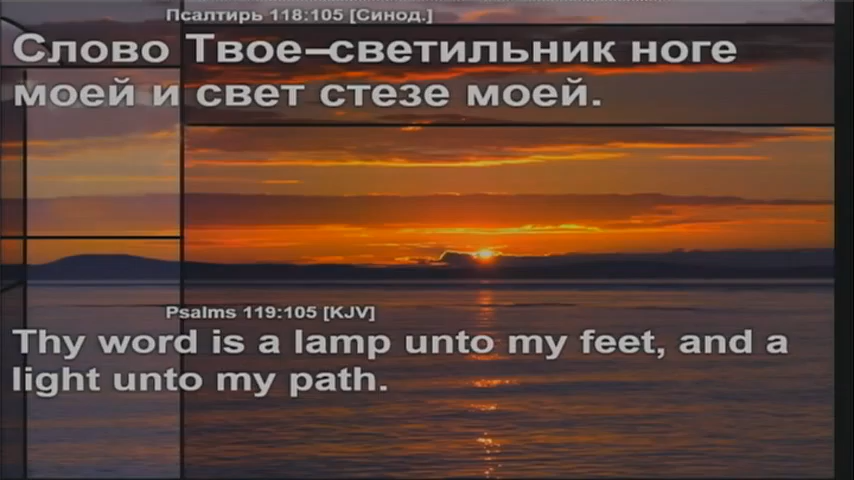 Псалтирь 118:105 [Синод.]
Слово Твое–светильник ноге
моей и свет стезе моей.
Psalms 119:105 [KJV]
Thy word is a lamp unto my feet, and a
light unto my path.